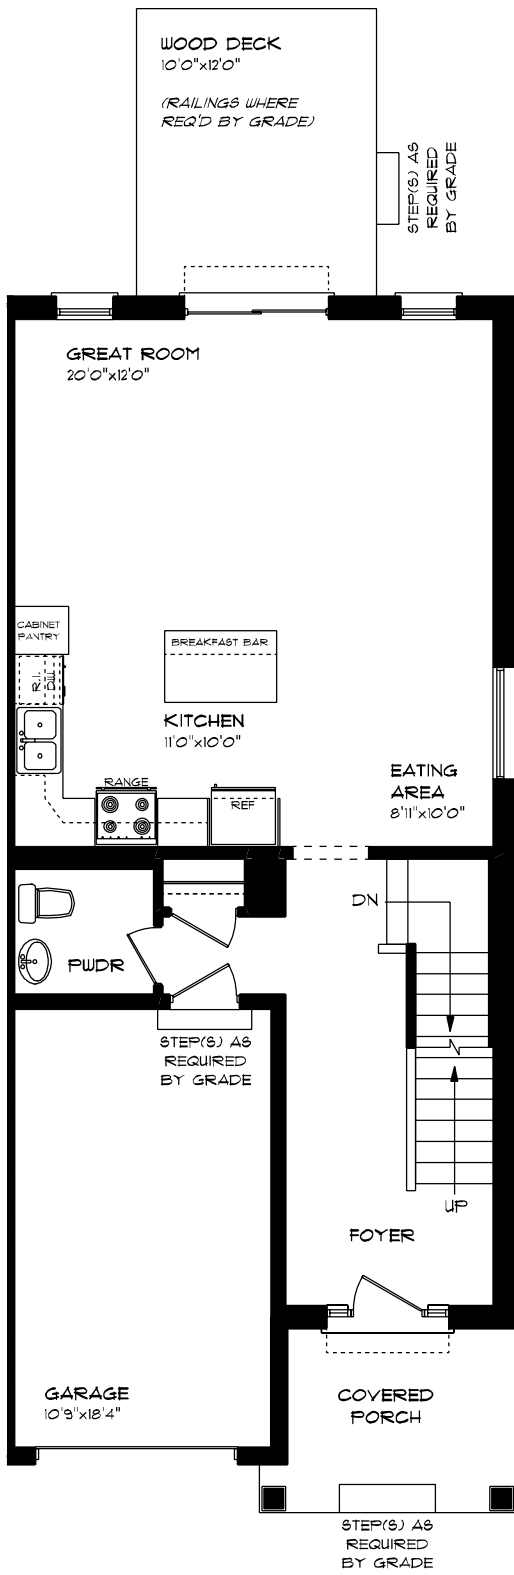 WOOD DECK
10'0"x12'0"
(RAILINGS WHERE
REQ'D BY GRADE)
STEP(S) AS
REQUIRED
BY GRADE
GREAT ROOM
20'0"x12'0"
CABINET
PANTRY
R.I.
DW
BREAKFAST BAR
KITCHEN
11'0"x10'0"
EATING
AREA
8'11"x10'0"
RANGE
REF
DN
PWDR
STEP(S) AS
REQUIRED
BY GRADE
UP
FOYER
GARAGE
10'9"x18'4"
COVERED
PORCH
STEP(S) AS
REQUIRED
BY GRADE